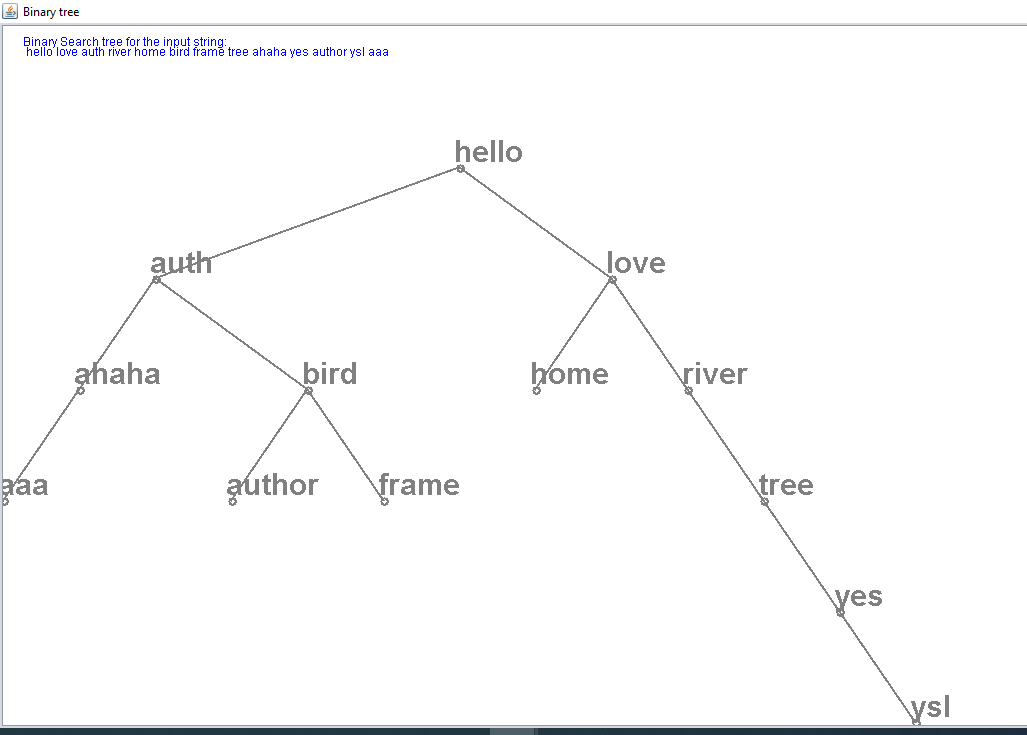 Binary tree
Binary Search tree for the input string:
hello love auth river home bird frame tree ahaha yes author ysl aaa
hello
auth love
ahaha bird home river
aaa author frame tree
yes
ysl